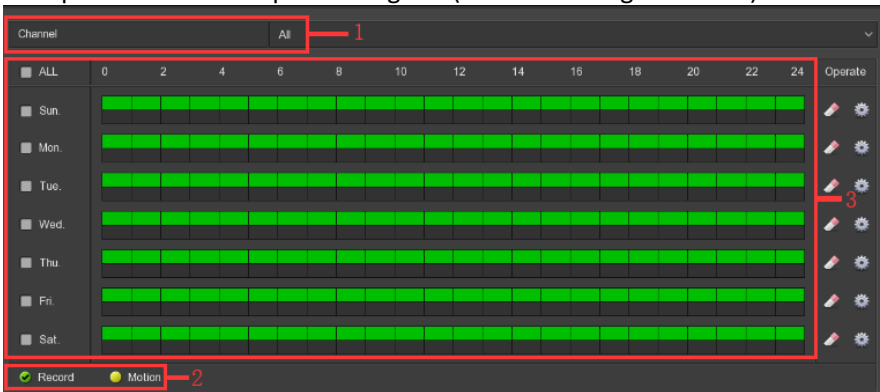 Channel All 1
ALL 0 2 4 6 8 10 12 14 16 18 20 22 24 Operate
Sun.
Mon.
Tue.
3
Wed.
Thu.
Fri.
Sat.
Record Motion 2